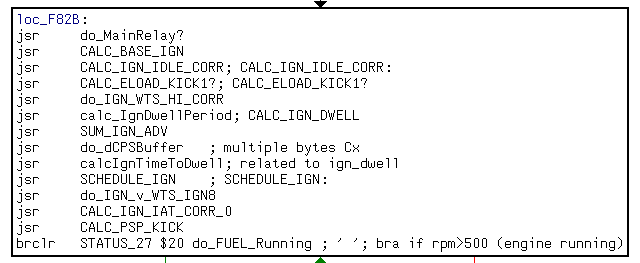 loc_F82B:
jsr do_MainRelay?
jsr CALC_BASE_IGN
jsr CALC_IGN_IDLE_CORR; CALC_IGN_IDLE_CORR:
jsr CALC_ELOAD_KICK1?; CALC_ELOAD_KICK1?
jsr do_IGN_WTS_HI_CORR
jsr calc_IgnDwellPeriod; CALC_IGN_DWELL
jsr SUM_IGN_ADV
jsr do_dCPSBuffer ; multiple bytes Cx
jsr calcIgnTimeToDwell; related to ign_dwell
jsr SCHEDULE_IGN ; SCHEDULE_IGN:
jsr do_IGN_v_WTS_IGN8
jsr CALC_IGN_IAT_CORR_0
jsr CALC_PSP_KICK
brclr STATUS_27 $20 do_FUEL_Running ; ' '; bra if rpm>500 (engine running)